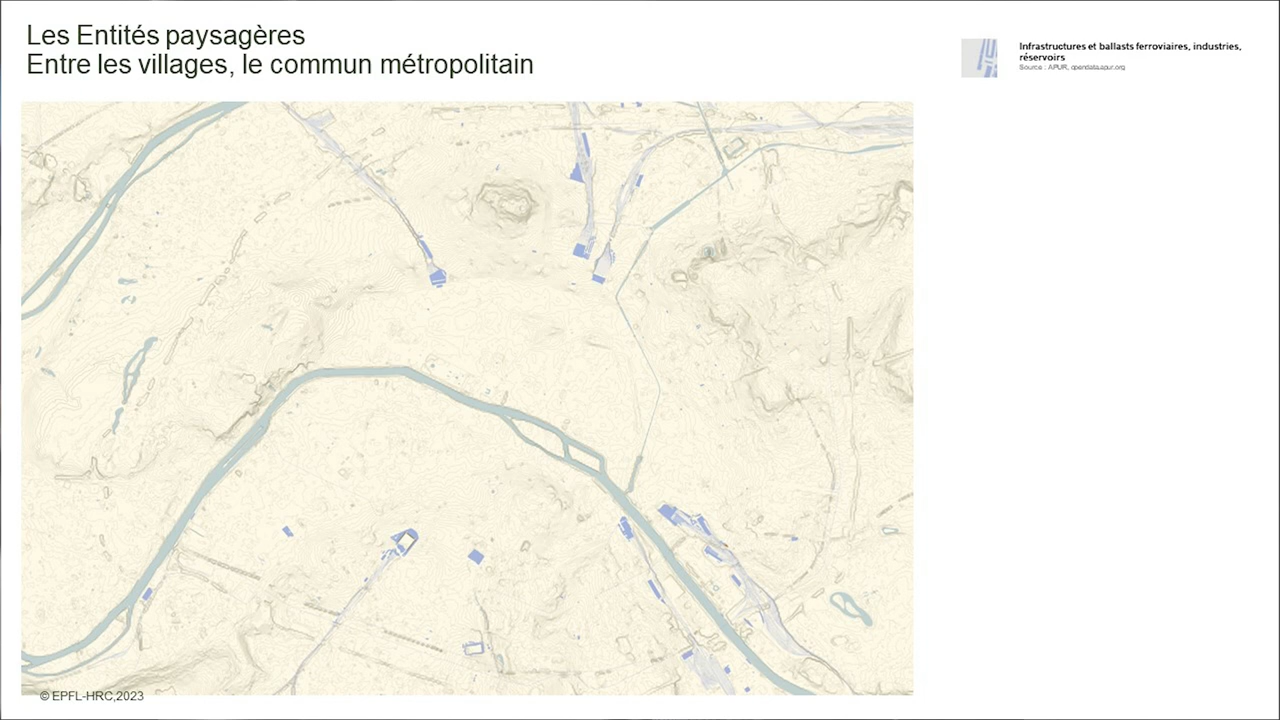 Les Entités paysagères
Entre les villages, le commun métropolitain
Infrastructures et ballasts ferroviaires, industries,
réservoirs
Source : APUR, opendata.apur.org
© EPFL-HRC,2023